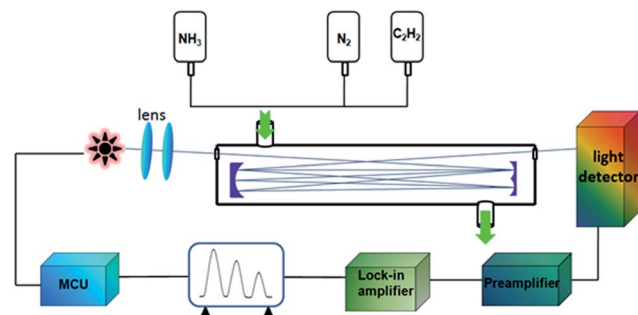 NH3
N2
C2H2
lens
light
detector
MCU
Lock-in
amplifier
Preamplifier